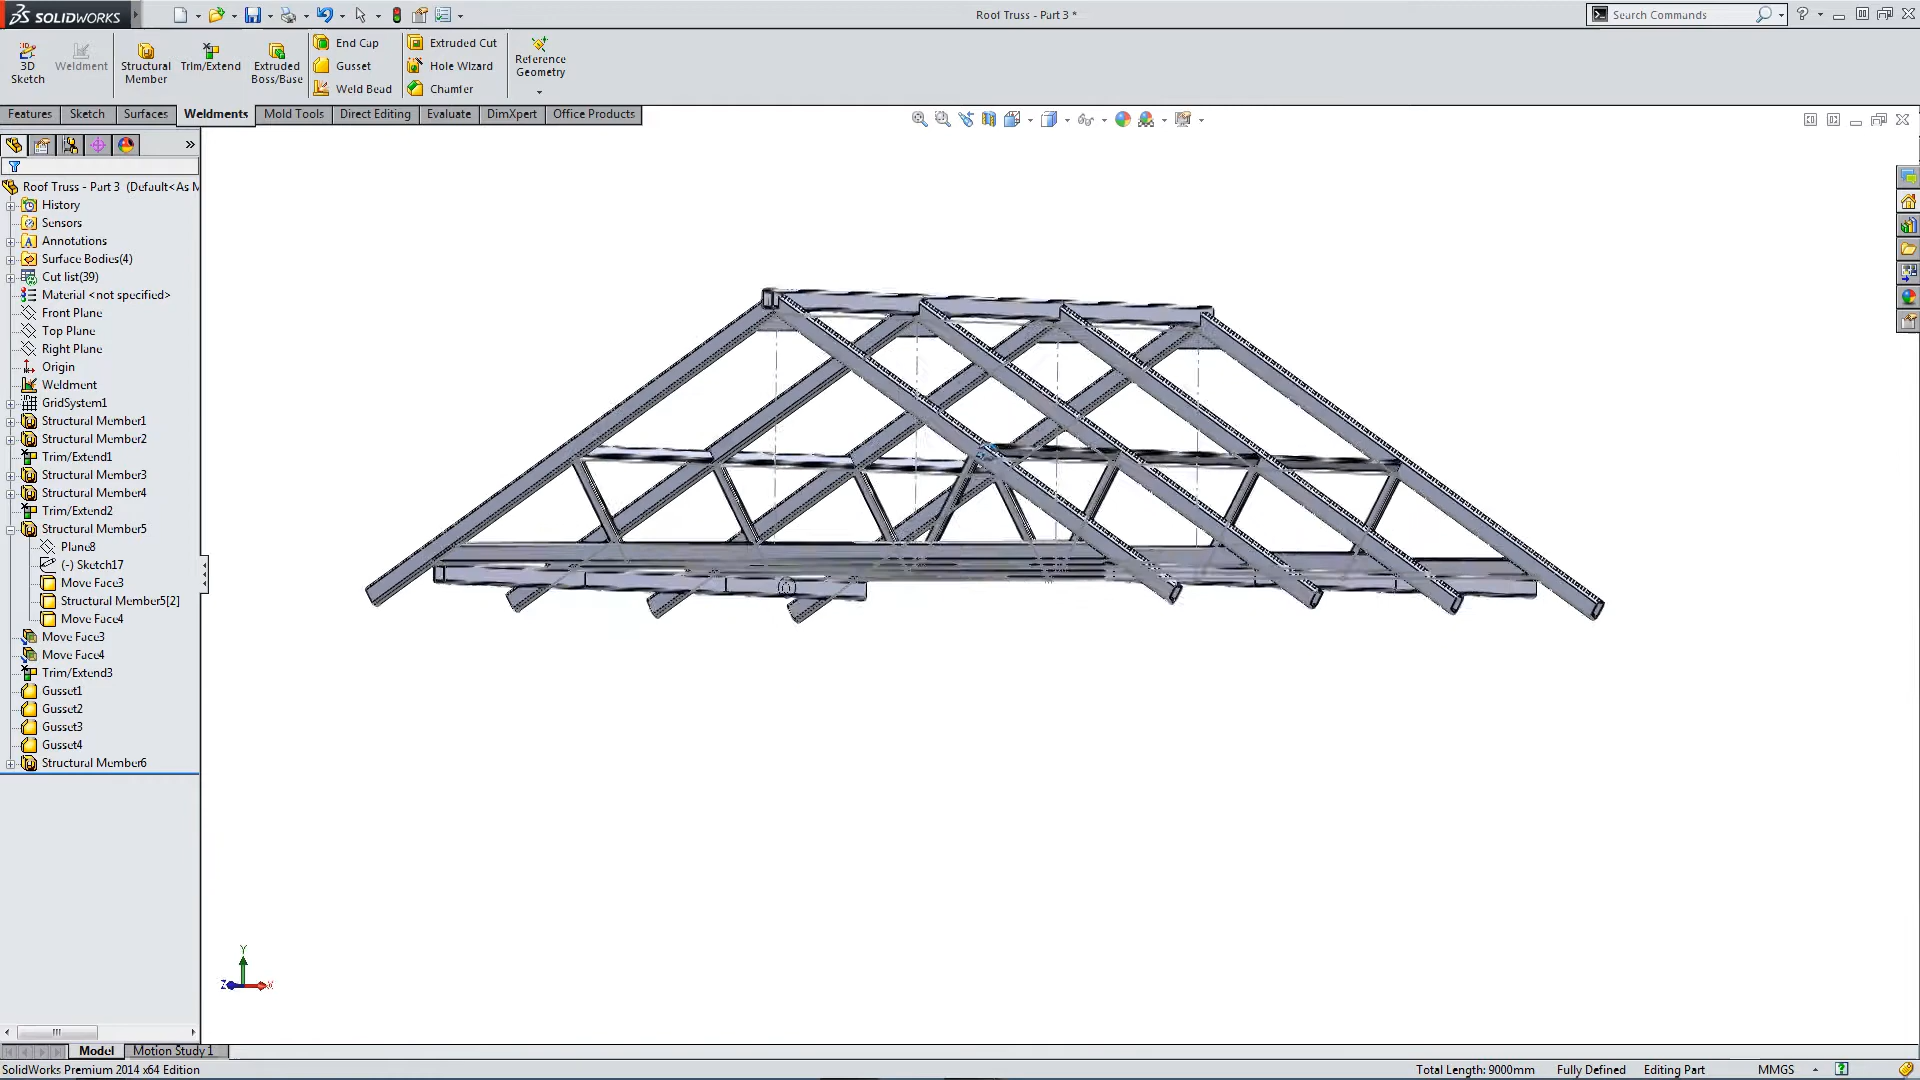 SOLIDWORKS
Roof Truss - Part 3 *
Search Commands
3D Sketch
Weldment
Structural Member
Trim/Extend
Extruded Boss/Base
End Cap
Gusset
Weld Bead
Extruded Cut
Hole Wizard
Chamfer
Reference Geometry
Features
Sketch
Surfaces
Weldments
Mold Tools
Direct Editing
Evaluate
DimXpert
Office Products
Roof Truss - Part 3 (Default<As M
History
Sensors
Annotations
Surface Bodies(4)
Cut list(39)
Material <not specified>
Front Plane
Top Plane
Right Plane
Origin
Weldment
GridSystem1
Structural Member1
Structural Member2
Trim/Extend1
Structural Member3
Structural Member4
Trim/Extend2
Structural Member5
Plane8
(-) Sketch17
Move Face3
Structural Member5[2]
Move Face4
Move Face3
Move Face4
Trim/Extend3
Gusset1
Gusset2
Gusset3
Gusset4
Structural Member6
Y
Z
X
Model
Motion Study 1
SolidWorks Premium 2014 x64 Edition
Total Length: 9000mm
Fully Defined
Editing Part
MMGS